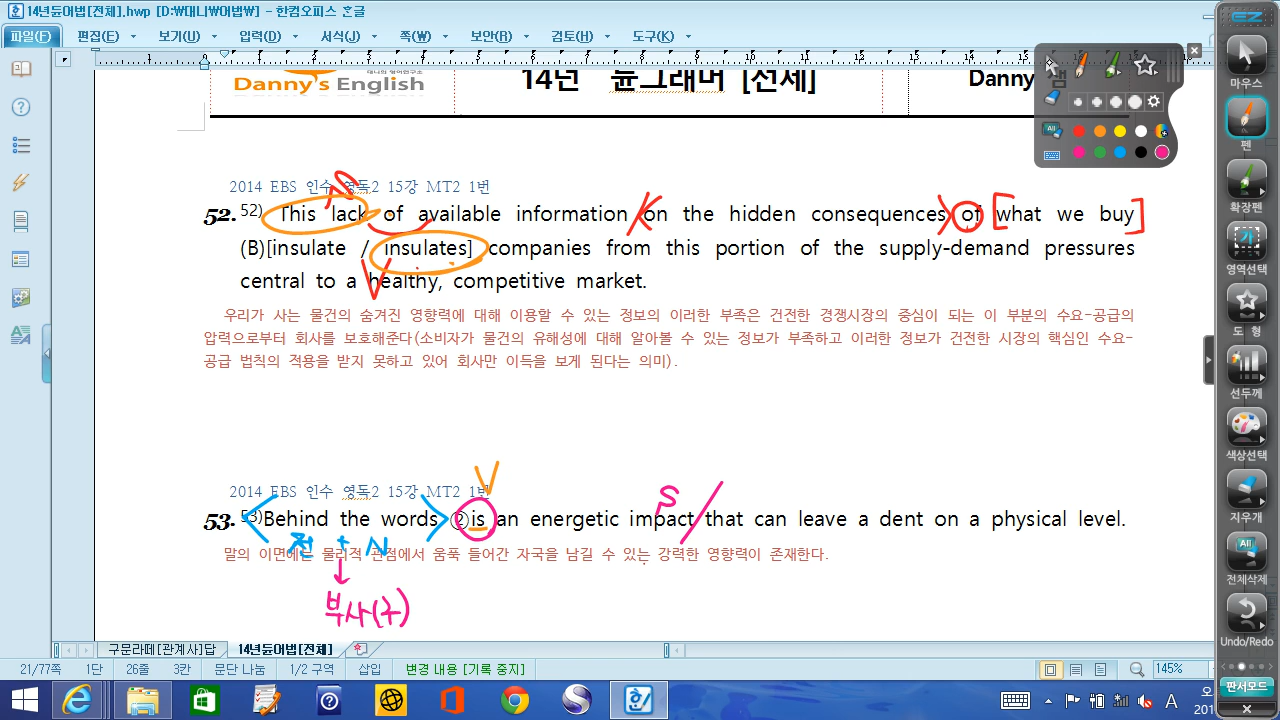 14년듄어법[전체].hwp [D:₩대니₩어법₩] - 한컴오피스 한글
파일(F) 편집(E) 보기(U) 입력(D) 서식(J) 쪽(W) 보안(R) 검토(H) 도구(K)
Danny's English
14년 듄그래머 [전체]
Danny
2014 EBS 인수 영독2 15강 MT2 1번
N
52. 52) This lack of available information on the hidden consequences of [what we buy]
(B)[insulate / insulates] companies from this portion of the supply-demand pressures
V
central to a healthy, competitive market.
우리가 사는 물건의 숨겨진 영향력에 대해 이용할 수 있는 정보의 이러한 부족은 건전한 경쟁시장의 중심이 되는 이 부분의 수요-공급의
압력으로부터 회사를 보호해준다(소비자가 물건의 유해성에 대해 알아볼 수 있는 정보가 부족하고 이러한 정보가 건전한 시장의 핵심인 수요-
공급 법칙의 적용을 받지 못하고 있어 회사만 이득을 보게 된다는 의미).
2014 EBS 인수 영독2 15강 MT2 1번
V
S
53. 53)Behind the words ②is an energetic impact that can leave a dent on a physical level.
전 + N
말의 이면에는 물리적 관점에서 움푹 들어간 자국을 남길 수 있는 강력한 영향력이 존재한다.
부사(구)
구문라떼[관계사]답 14년듄어법[전체]
21/77쪽 1단 26줄 3칸 문단 나눔 1/2 구역 삽입 변경 내용 [기록 중지] 145%
EZ
마우스
펜
확장펜
영역선택
도 형
선두께
색상선택
지우개
All
전체삭제
Undo/Redo
판서모드
All
A